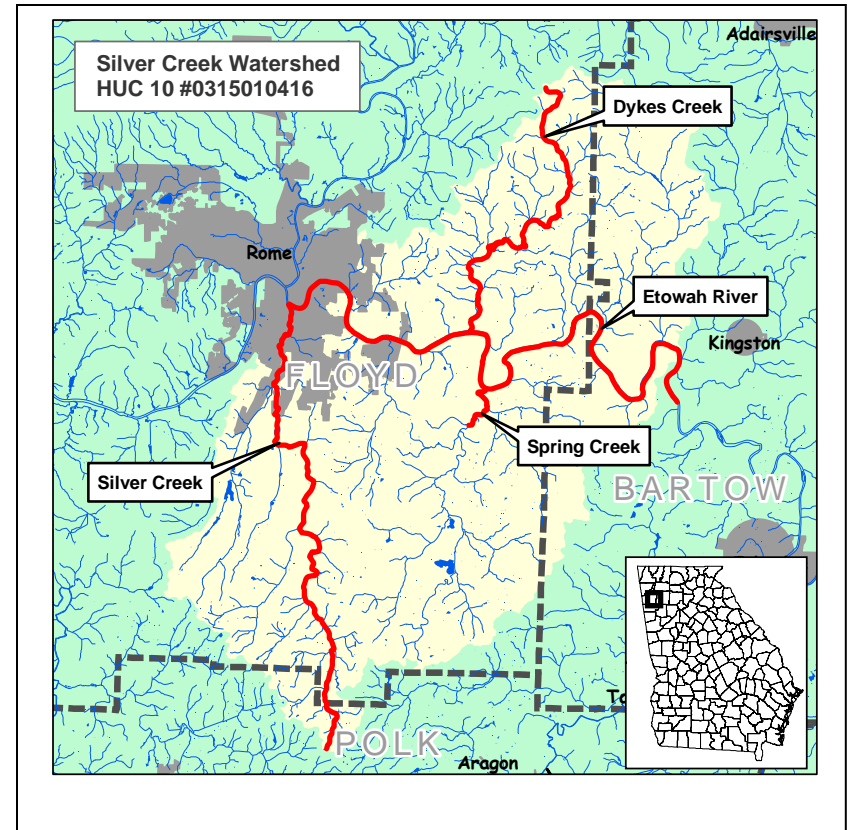 Adairsville
Silver Creek Watershed
HUC 10 #0315010416
Dykes Creek
Rome
Etowah River
Kingston
FLOYD
Spring Creek
Silver Creek
BARTOW
POLK
Aragon